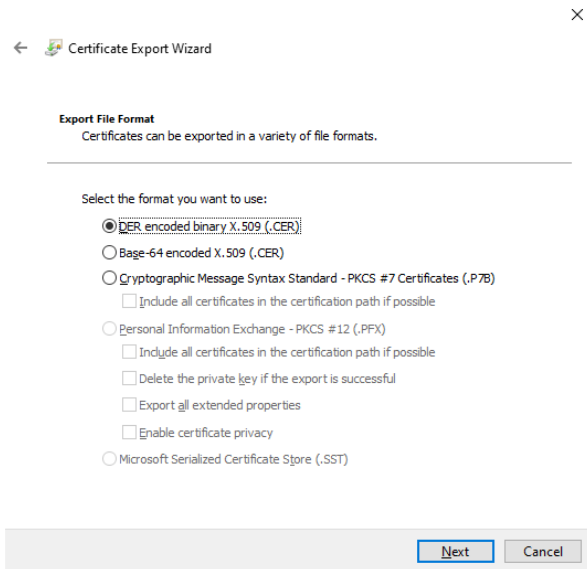 Certificate Export Wizard
Export File Format
Certificates can be exported in a variety of file formats.
Select the format you want to use:
DER encoded binary X.509 (.CER)
Base-64 encoded X.509 (.CER)
Cryptographic Message Syntax Standard - PKCS #7 Certificates (.P7B)
Include all certificates in the certification path if possible
Personal Information Exchange - PKCS #12 (.PFX)
Include all certificates in the certification path if possible
Delete the private key if the export is successful
Export all extended properties
Enable certificate privacy
Microsoft Serialized Certificate Store (.SST)
Next Cancel